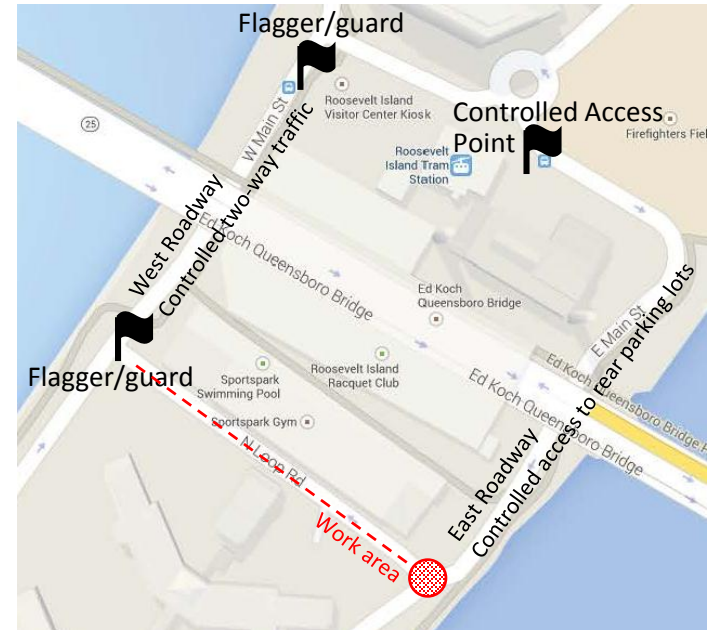 Flagger/guard
Roosevelt Island
Visitor Center Kiosk
Controlled Access
Point
Firefighters Fiel
25
W Main St
Roosevelt
Island Tram
Station
West Roadway
Controlled two-way traffic
Ed Koch Queensboro Bridge
Ed Koch
Queensboro Bridge
E Main St
Flagger/guard
Sportspark
Swimming Pool
Roosevelt Island
Racquet Club
Ed Koch Queensboro Bridge
Ed Koch Queensboro Bridge
Sportspark Gym
N Loop Rd
East Roadway
Controlled access to rear parking lots
Work area